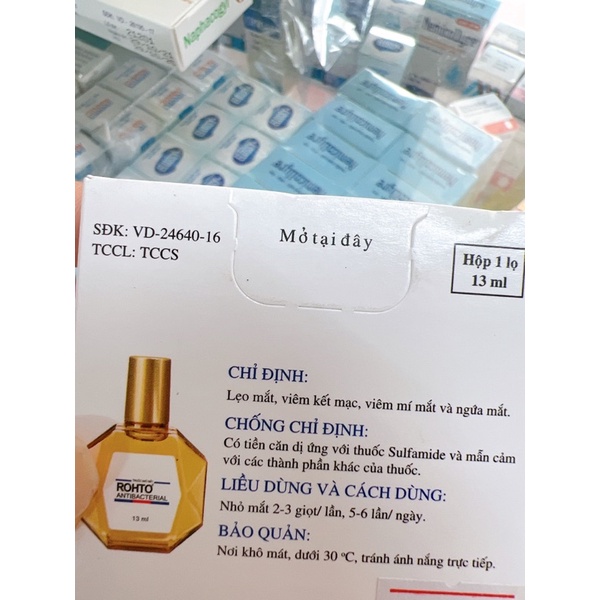 Naphacogyl
SĐK: VD-24640-16
TCCL: TCCS
Mở tại đây
Hộp 1 lọ
13 ml
CHỈ ĐỊNH:
Lẹo mắt, viêm kết mạc, viêm mí mắt và ngứa mắt.
CHỐNG CHỈ ĐỊNH:
Có tiền căn dị ứng với thuốc Sulfamide và mẫn cảm
với các thành phần khác của thuốc.
LIỀU DÙNG VÀ CÁCH DÙNG:
Nhỏ mắt 2-3 giọt/ lần, 5-6 lần/ ngày.
BẢO QUẢN:
Nơi khô mát, dưới 30 °C, tránh ánh nắng trực tiếp.
ROHTO
ANTIBACTERIAL
13 ml